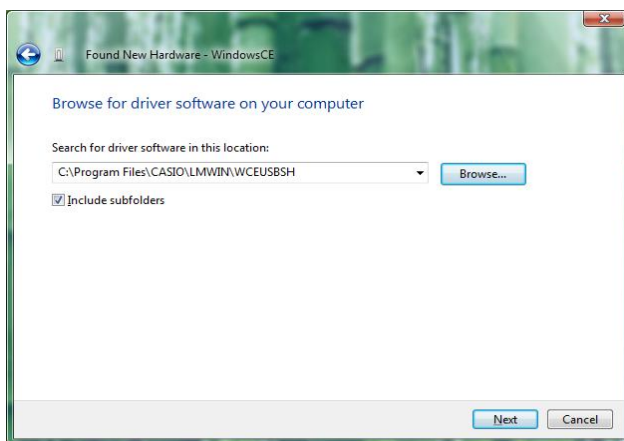 Found New Hardware - WindowsCE
Browse for driver software on your computer
Search for driver software in this location:
C:\Program Files\CASIO\LMWIN\WCEUSBSH
Browse...
Include subfolders
Next Cancel